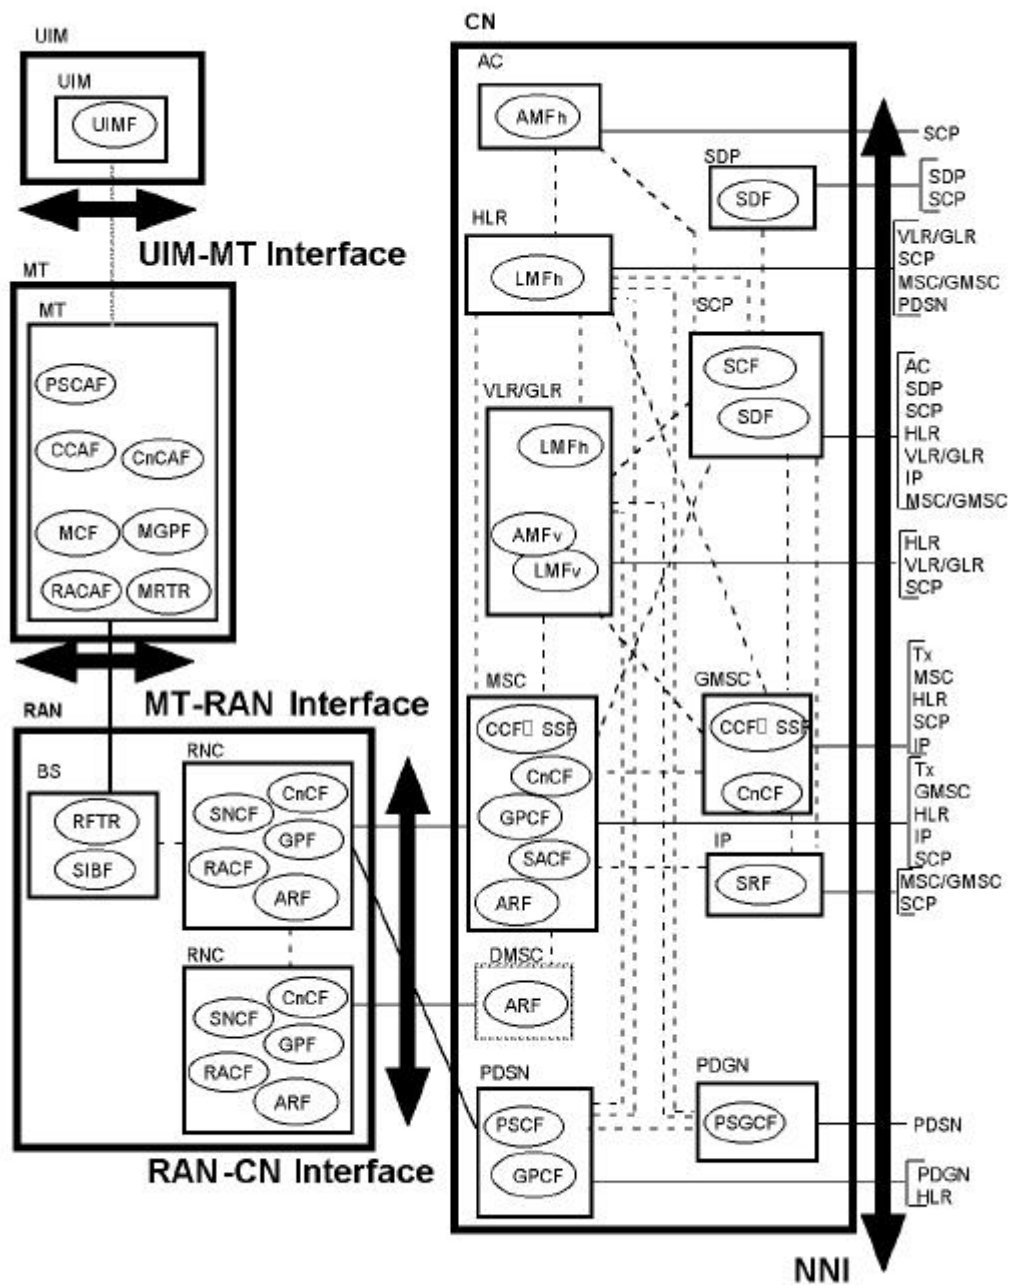 UIM
UIM
UIMF
UIM-MT Interface
MT
MT
PSCAF
CCAF
CnCAF
MCF
MGPF
RACAF
MRTR
MT-RAN Interface
RAN
BS
RFTR
SIBF
RNC
CnCF
SNCF
GPF
RACF
ARF
RNC
CnCF
SNCF
GPF
RACF
ARF
RAN-CN Interface
CN
AC
AMFh
SDP
SDF
HLR
LMFh
SCP
SCF
SDF
VLR/GLR
LMFh
AMFv
LMFv
MSC
CCF□ SSF
CnCF
GPCF
SACF
ARF
GMSC
CCF□ SSF
CnCF
IP
SRF
DMSC
ARF
PDSN
PSCF
GPCF
PDGN
PSGCF
SCP
SDP
SCP
VLR/GLR
SCP
MSC/GMSC
PDSN
AC
SDP
SCP
HLR
VLR/GLR
IP
MSC/GMSC
HLR
VLR/GLR
SCP
Tx
MSC
HLR
SCP
IP
Tx
GMSC
HLR
IP
SCP
MSC/GMSC
SCP
PDSN
PDGN
HLR
NNI